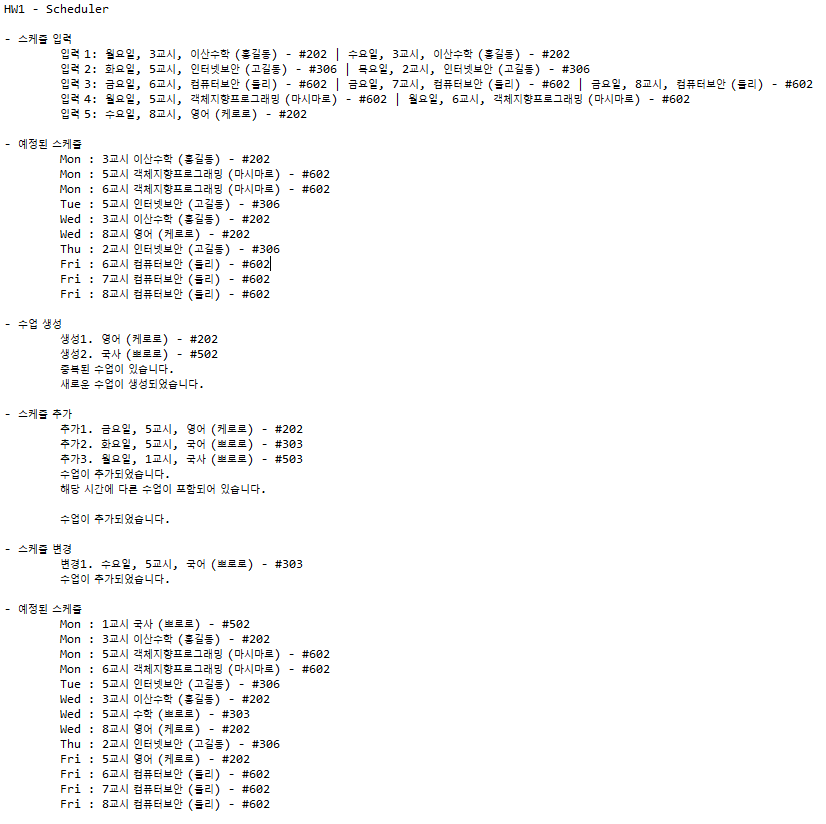 HW1 - Scheduler
- 스케줄 입력
입력 1: 월요일, 3교시, 이산수학 (홍길동) - #202 | 수요일, 3교시, 이산수학 (홍길동) - #202
입력 2: 화요일, 5교시, 인터넷보안 (고길동) - #306 | 목요일, 2교시, 인터넷보안 (고길동) - #306
입력 3: 금요일, 6교시, 컴퓨터보안 (둘리) - #602 | 금요일, 7교시, 컴퓨터보안 (둘리) - #602 | 금요일, 8교시, 컴퓨터보안 (둘리) - #602
입력 4: 월요일, 5교시, 객체지향프로그래밍 (마시마로) - #602 | 월요일, 6교시, 객체지향프로그래밍 (마시마로) - #602
입력 5: 수요일, 8교시, 영어 (케로로) - #202
- 예정된 스케줄
Mon : 3교시 이산수학 (홍길동) - #202
Mon : 5교시 객체지향프로그래밍 (마시마로) - #602
Mon : 6교시 객체지향프로그래밍 (마시마로) - #602
Tue : 5교시 인터넷보안 (고길동) - #306
Wed : 3교시 이산수학 (홍길동) - #202
Wed : 8교시 영어 (케로로) - #202
Thu : 2교시 인터넷보안 (고길동) - #306
Fri : 6교시 컴퓨터보안 (둘리) - #602
Fri : 7교시 컴퓨터보안 (둘리) - #602
Fri : 8교시 컴퓨터보안 (둘리) - #602
- 수업 생성
생성1. 영어 (케로로) - #202
생성2. 국사 (뽀로로) - #502
중복된 수업이 있습니다.
새로운 수업이 생성되었습니다.
- 스케줄 추가
추가1. 금요일, 5교시, 영어 (케로로) - #202
추가2. 화요일, 5교시, 국어 (뽀로로) - #303
추가3. 월요일, 1교시, 국사 (뽀로로) - #503
수업이 추가되었습니다.
해당 시간에 다른 수업이 포함되어 있습니다.
수업이 추가되었습니다.
- 스케줄 변경
변경1. 수요일, 5교시, 국어 (뽀로로) - #303
수업이 추가되었습니다.
- 예정된 스케줄
Mon : 1교시 국사 (뽀로로) - #502
Mon : 3교시 이산수학 (홍길동) - #202
Mon : 5교시 객체지향프로그래밍 (마시마로) - #602
Mon : 6교시 객체지향프로그래밍 (마시마로) - #602
Tue : 5교시 인터넷보안 (고길동) - #306
Wed : 3교시 이산수학 (홍길동) - #202
Wed : 5교시 수학 (뽀로로) - #303
Wed : 8교시 영어 (케로로) - #202
Thu : 2교시 인터넷보안 (고길동) - #306
Fri : 5교시 영어 (케로로) - #202
Fri : 6교시 컴퓨터보안 (둘리) - #602
Fri : 7교시 컴퓨터보안 (둘리) - #602
Fri : 8교시 컴퓨터보안 (둘리) - #602